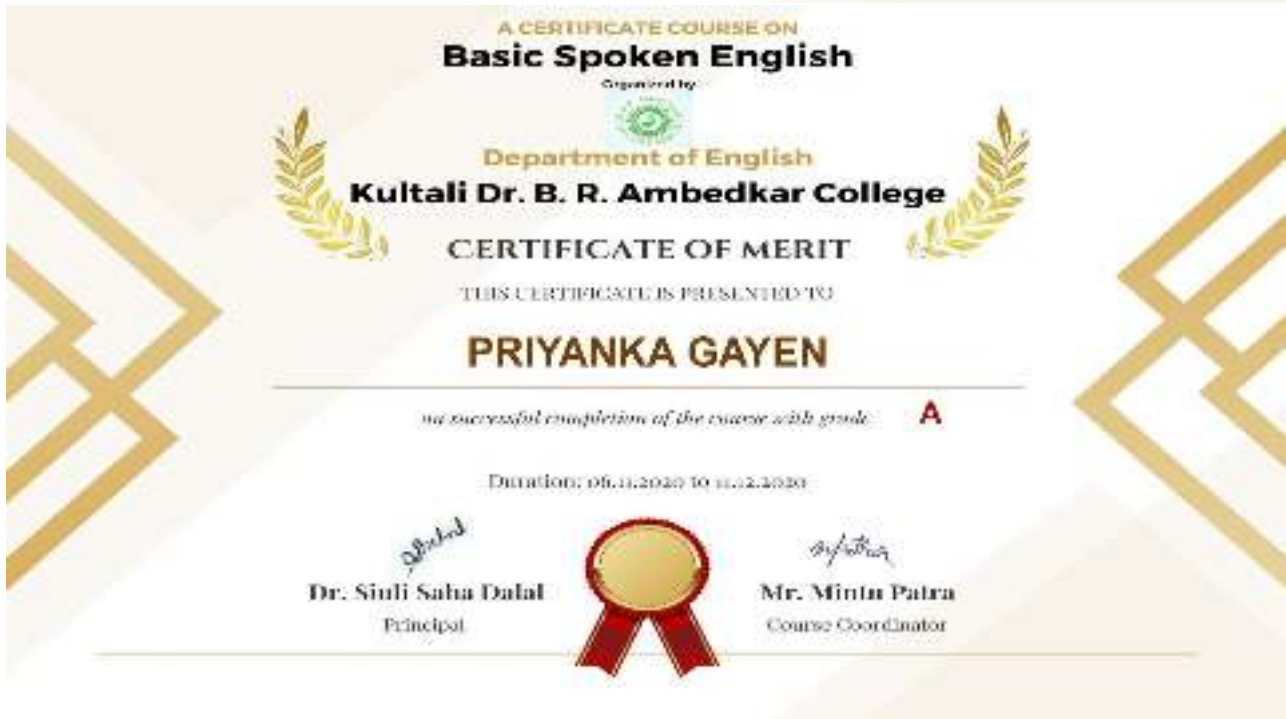 A CERTIFICATE COURSE ON
Basic Spoken English
Organized by
Department of English
Kultali Dr. B. R. Ambedkar College
CERTIFICATE OF MERIT
THIS CERTIFICATE IS PRESENTED TO
PRIYANKA GAYEN
on successful completion of the course with grade A
Duration: 06.11.2020 to 11.12.2020
Dr. Siuli Saha Dalal Mr. Mintu Patra
Principal Course Coordinator